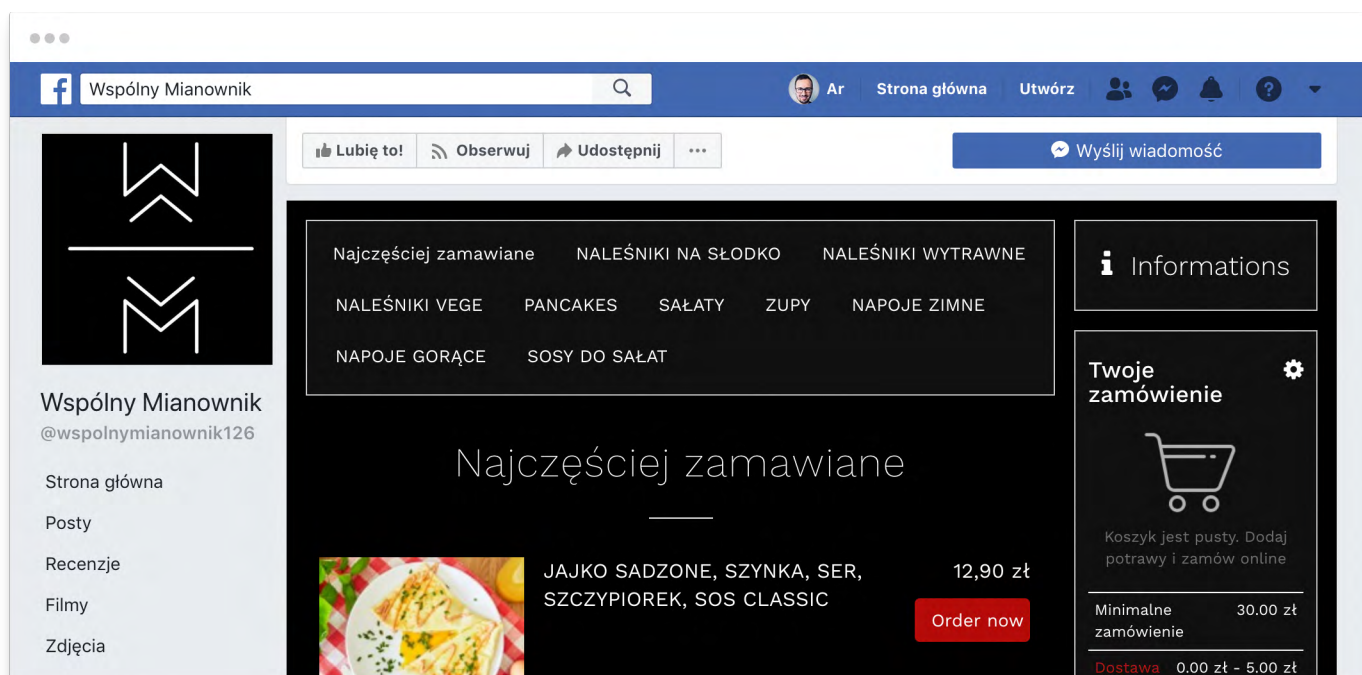 Wspólny Mianownik
Ar
Strona główna
Utwórz
Lubię to!
Obserwuj
Udostępnij
Wyślij wiadomość
Wspólny Mianownik
@wspolnymianownik126
Strona główna
Posty
Recenzje
Filmy
Zdjęcia
Najczęściej zamawiane NALEŚNIKI NA SŁODKO NALEŚNIKI WYTRAWNE
NALEŚNIKI VEGE PANCAKES SAŁATY ZUPY NAPOJE ZIMNE
NAPOJE GORĄCE SOSY DO SAŁAT
Najczęściej zamawiane
JAJKO SADZONE, SZYNKA, SER,
SZCZYPIOREK, SOS CLASSIC
12,90 zł
Order now
Informations
Twoje
zamówienie
Koszyk jest pusty. Dodaj
potrawy i zamów online
Minimalne 30.00 zł
zamówienie
Dostawa 0.00 zł - 5.00 zł